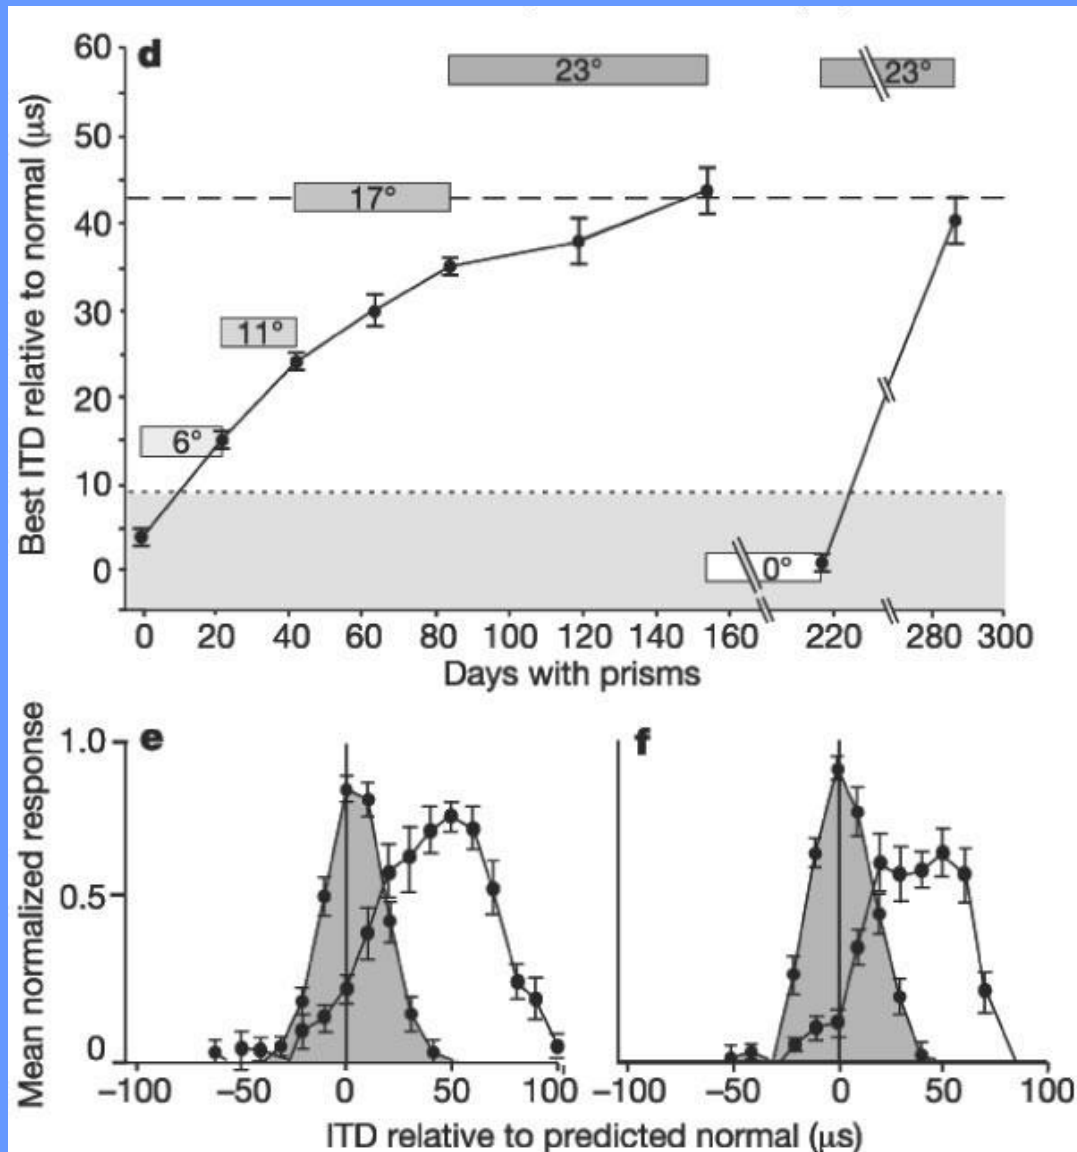 d
60
50
40
30
20
10
0
Best ITD relative to normal (μs)
23°
23°
17°
11°
6°
0°
0 20 40 60 80 100 120 140 160 220 280 300
Days with prisms
e
f
1.0
0.5
0
Mean normalized response
−100 −50 0 50 100
−100 −50 0 50 100
ITD relative to predicted normal (μs)